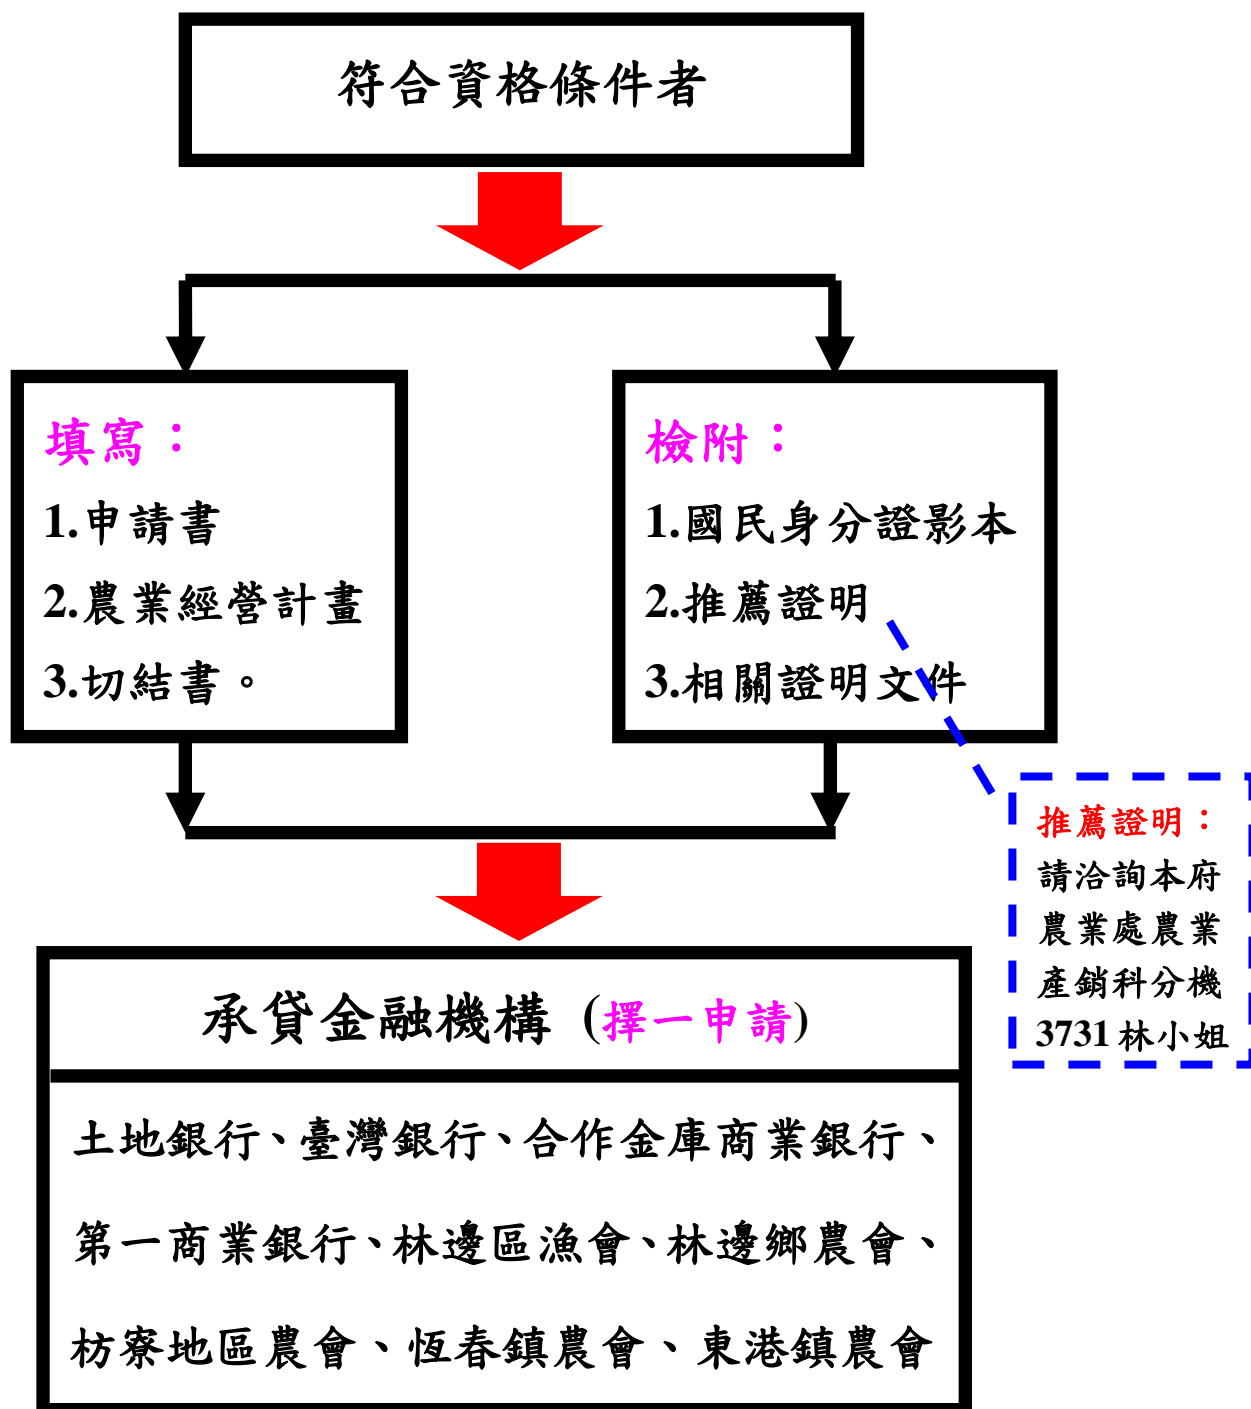 符合資格條件者
填寫：
1.申請書
2.農業經營計畫
3.切結書。
檢附：
1.國民身分證影本
2.推薦證明
3.相關證明文件
推薦證明：
請洽詢本府
農業處農業
產銷科分機
3731林小姐
承貸金融機構 (擇一申請)
土地銀行、臺灣銀行、合作金庫商業銀行、
第一商業銀行、林邊區漁會、林邊鄉農會、
枋寮地區農會、恆春鎮農會、東港鎮農會